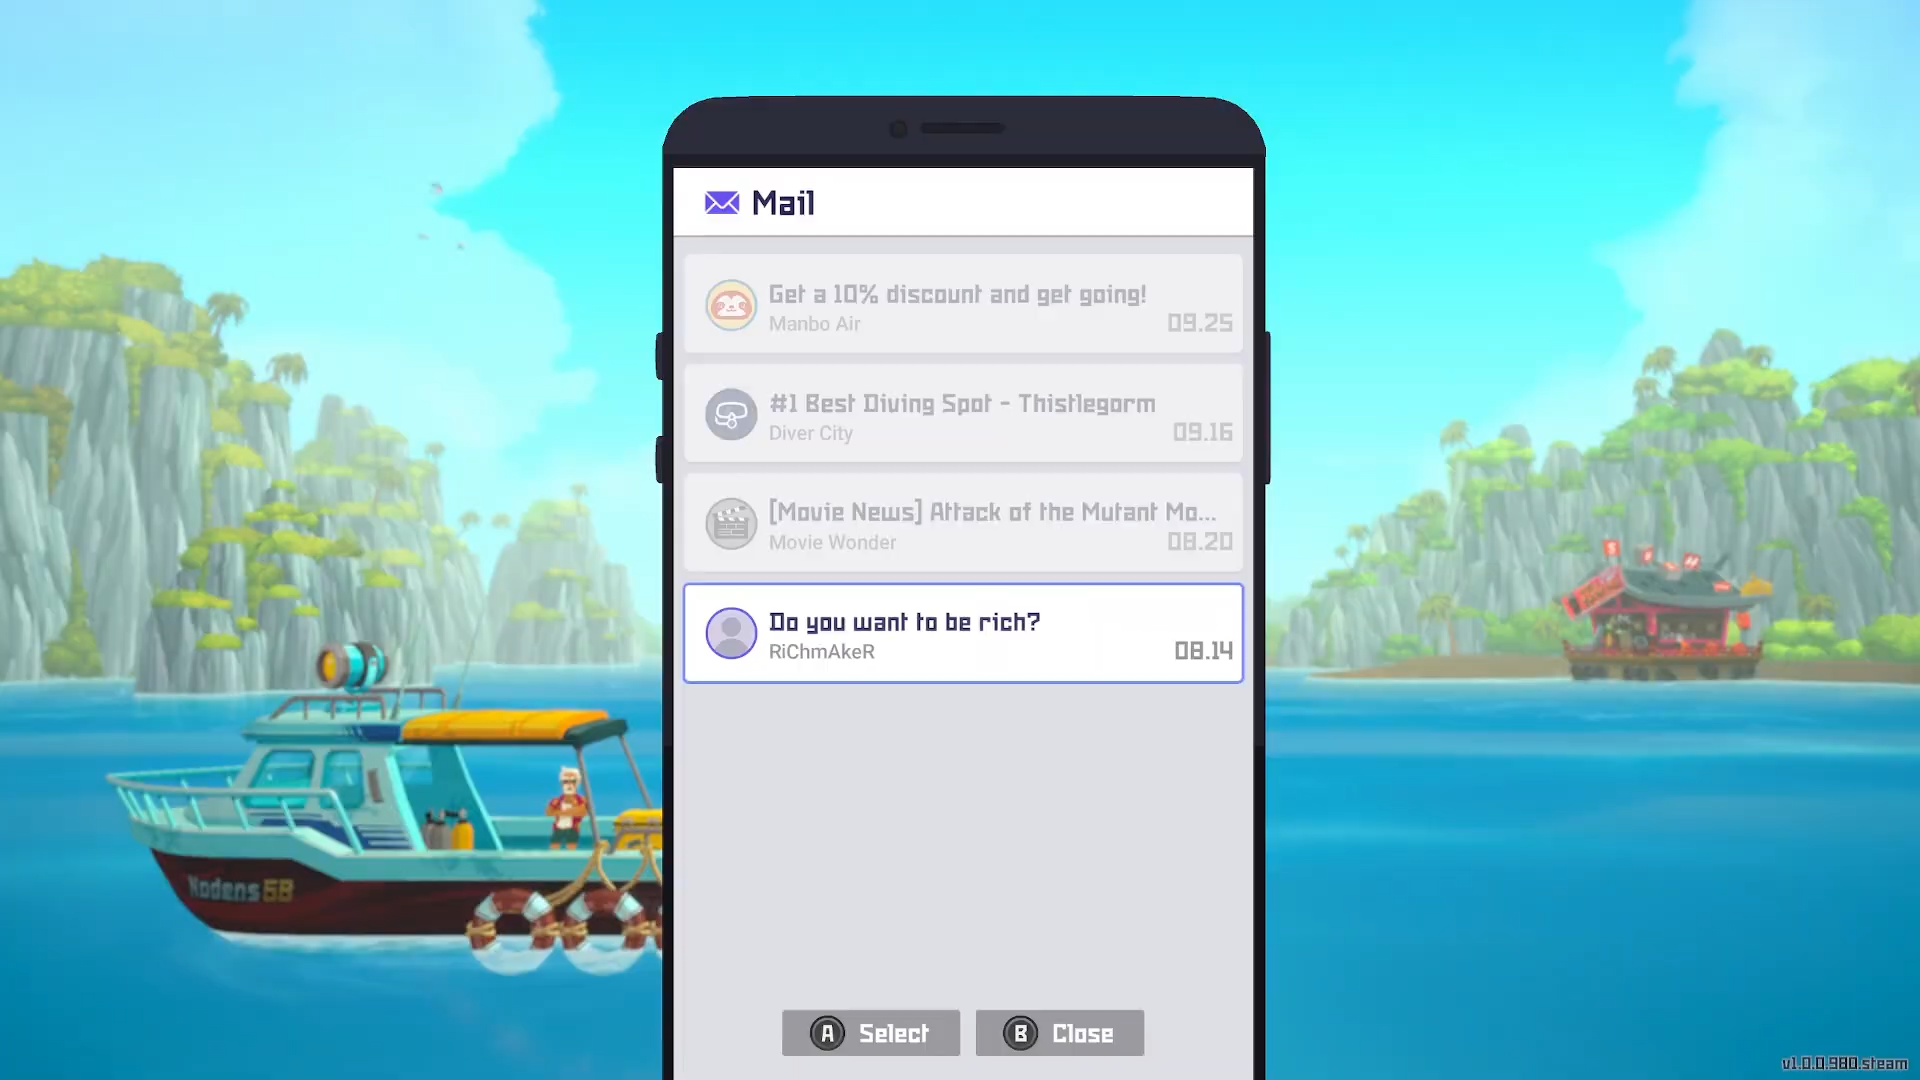 Mail
Get a 10% discount and get going!
Manbo Air
09.25
#1 Best Diving Spot - Thistlegorm
Diver City
09.16
[Movie News] Attack of the Mutant Mo...
Movie Wonder
08.20
Do you want to be rich?
RiChmAkeR
08.14
Nodens68
A Select
B Close
v1.0.0.980.steam